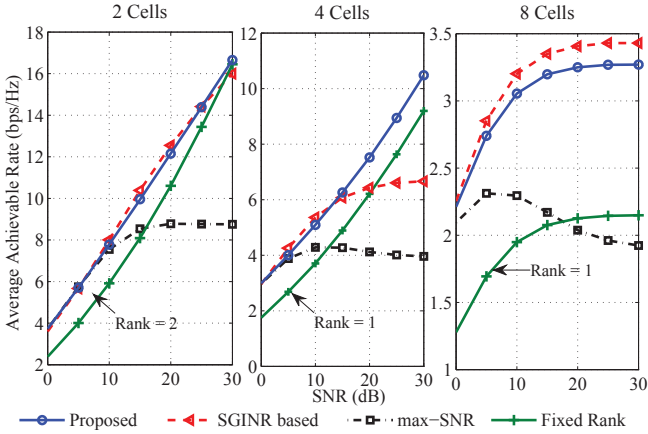 2 Cells
4 Cells
8 Cells
Average Achievable Rate (bps/Hz)
18
16
14
12
10
8
6
4
2
0 10 20 30
Rank = 2
12
10
8
6
4
2
0
0 10 20 30
Rank = 1
SNR (dB)
3.5
3
2.5
2
1.5
1
0 10 20 30
Rank = 1
Proposed
SGINR based
max−SNR
Fixed Rank